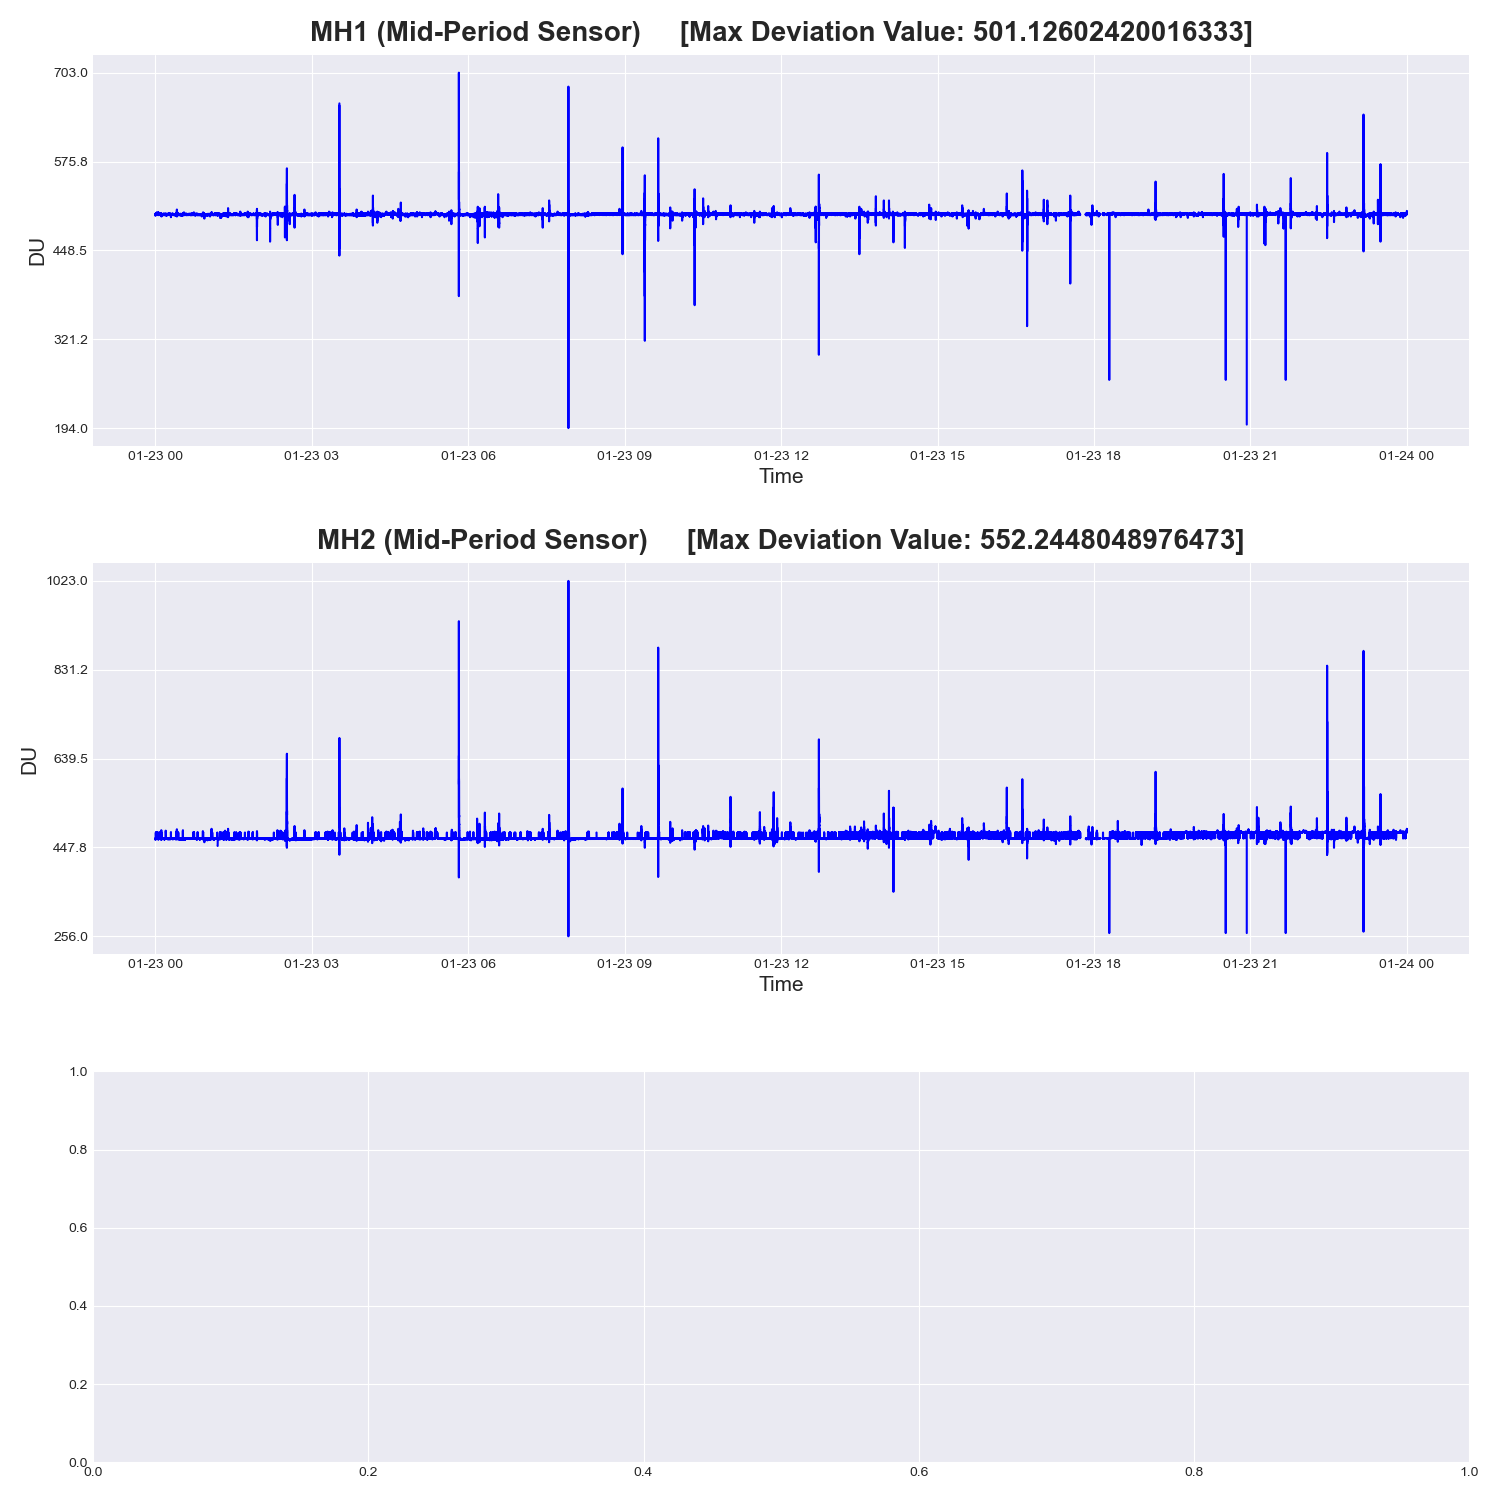 MH1 (Mid-Period Sensor) [Max Deviation Value: 501.12602420016333]
703.0
575.8
448.5
321.2
194.0
DU
01-23 00 01-23 03 01-23 06 01-23 09 01-23 12 01-23 15 01-23 18 01-23 21 01-24 00
Time
MH2 (Mid-Period Sensor) [Max Deviation Value: 552.2448048976473]
1023.0
831.2
639.5
447.8
256.0
DU
01-23 00 01-23 03 01-23 06 01-23 09 01-23 12 01-23 15 01-23 18 01-23 21 01-24 00
Time
1.0
0.8
0.6
0.4
0.2
0.0
0.0 0.2 0.4 0.6 0.8 1.0